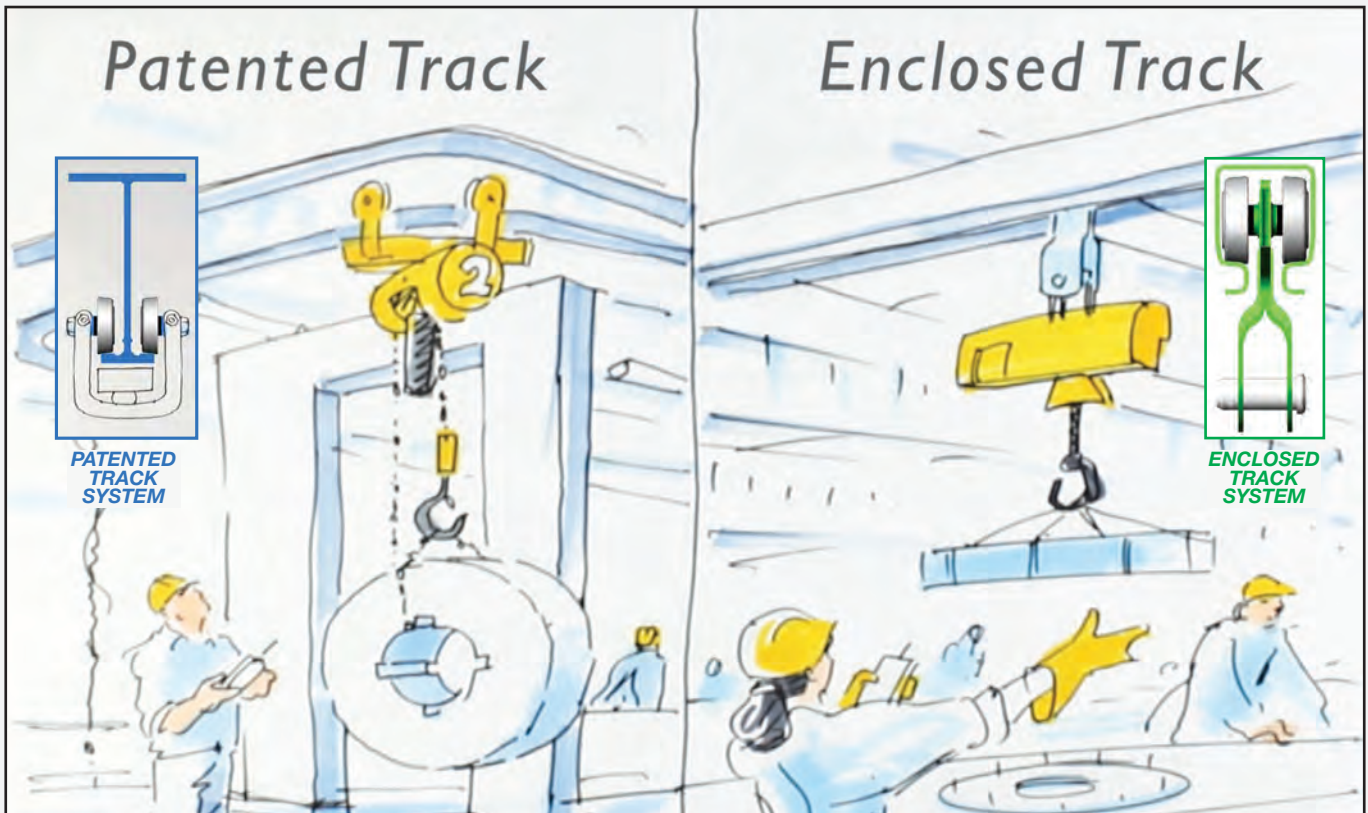 Patented Track
Enclosed Track
2
PATENTED
TRACK
SYSTEM
ENCLOSED
TRACK
SYSTEM